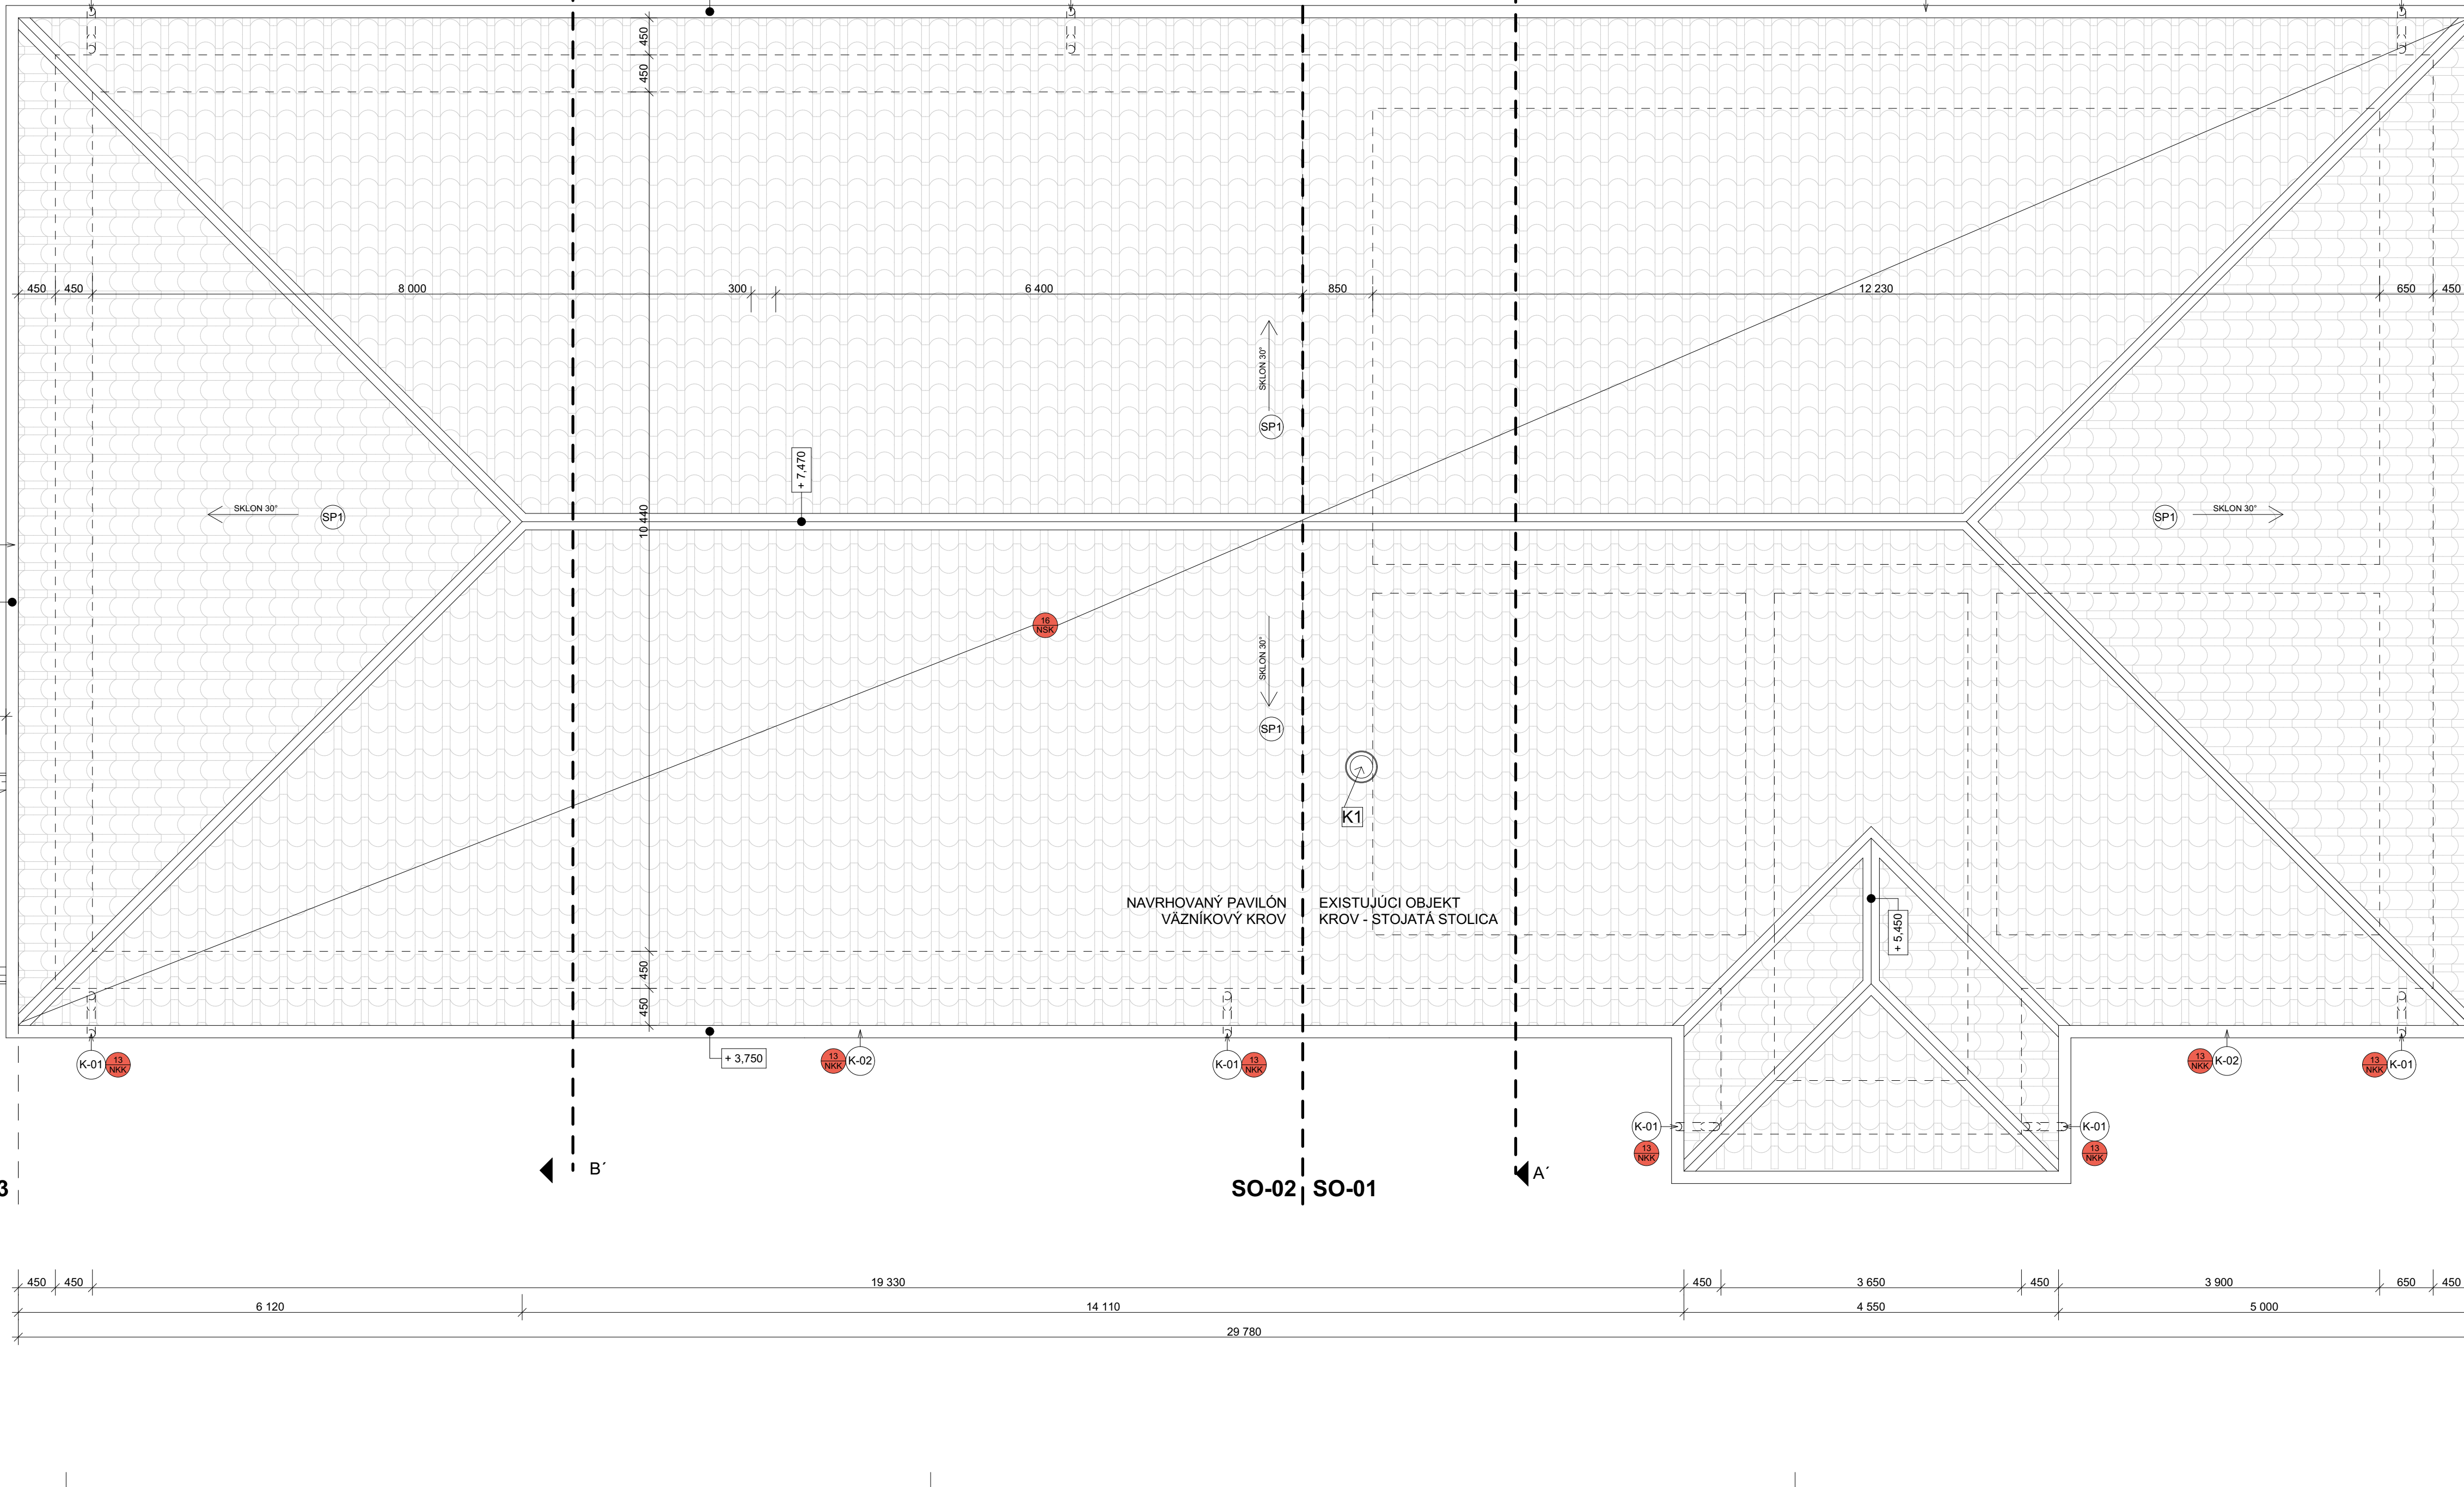 450
450
450
450
8 000
300
6 400
850
12 230
650
450
SKLON 30°
SP1
+ 7,470
10 440
SKLON 30°
SP1
SP1
SKLON 30°
16
NSK
SKLON 30°
SP1
K1
NAVRHOVANÝ PAVILÓN
VÄZNÍKOVÝ KROV
EXISTUJÚCI OBJEKT
KROV - STOJATÁ STOLICA
+ 5,450
450
450
K-01
13
NKK
+ 3,750
13
NKK
K-02
K-01
13
NKK
13
NKK
K-02
13
NKK
K-01
K-01
13
NKK
K-01
13
NKK
B´
A´
3
SO-02
SO-01
450
450
19 330
450
3 650
450
3 900
650
450
6 120
14 110
4 550
5 000
29 780